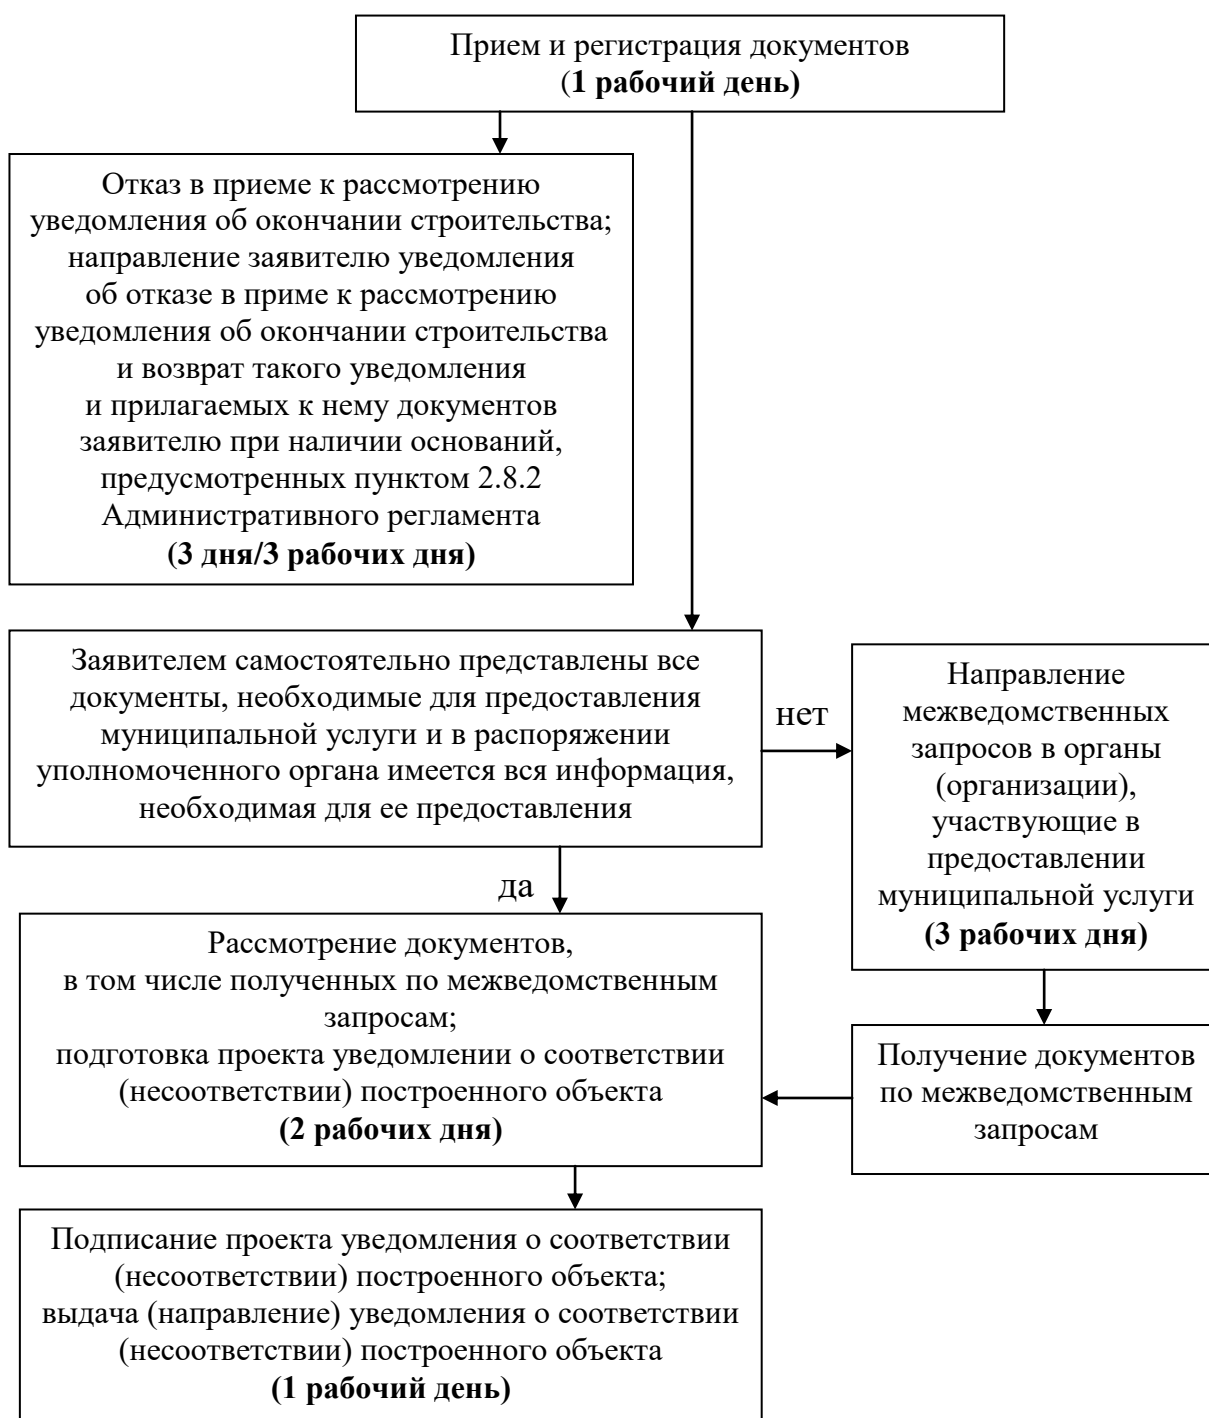 Прием и регистрация документов
(1 рабочий день)
Отказ в приеме к рассмотрению
уведомления об окончании строительства;
направление заявителю уведомления
об отказе в приме к рассмотрению
уведомления об окончании строительства
и возврат такого уведомления
и прилагаемых к нему документов
заявителю при наличии оснований,
предусмотренных пунктом 2.8.2
Административного регламента
(3 дня/3 рабочих дня)
Заявителем самостоятельно представлены все
документы, необходимые для предоставления
муниципальной услуги и в распоряжении
уполномоченного органа имеется вся информация,
необходимая для ее предоставления
нет
Направление
межведомственных
запросов в органы
(организации),
участвующие в
предоставлении
муниципальной услуги
(3 рабочих дня)
да
Рассмотрение документов,
в том числе полученных по межведомственным
запросам;
подготовка проекта уведомлении о соответствии
(несоответствии) построенного объекта
(2 рабочих дня)
Получение документов
по межведомственным
запросам
Подписание проекта уведомления о соответствии
(несоответствии) построенного объекта;
выдача (направление) уведомления о соответствии
(несоответствии) построенного объекта
(1 рабочий день)